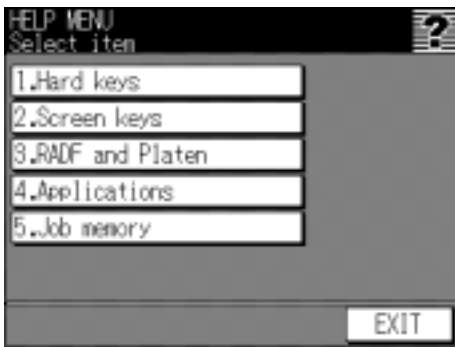 HELP MENU
?
Select item
1.Hard keys
2.Screen keys
3.RADF and Platen
4.Applications
5.Job memory
EXIT